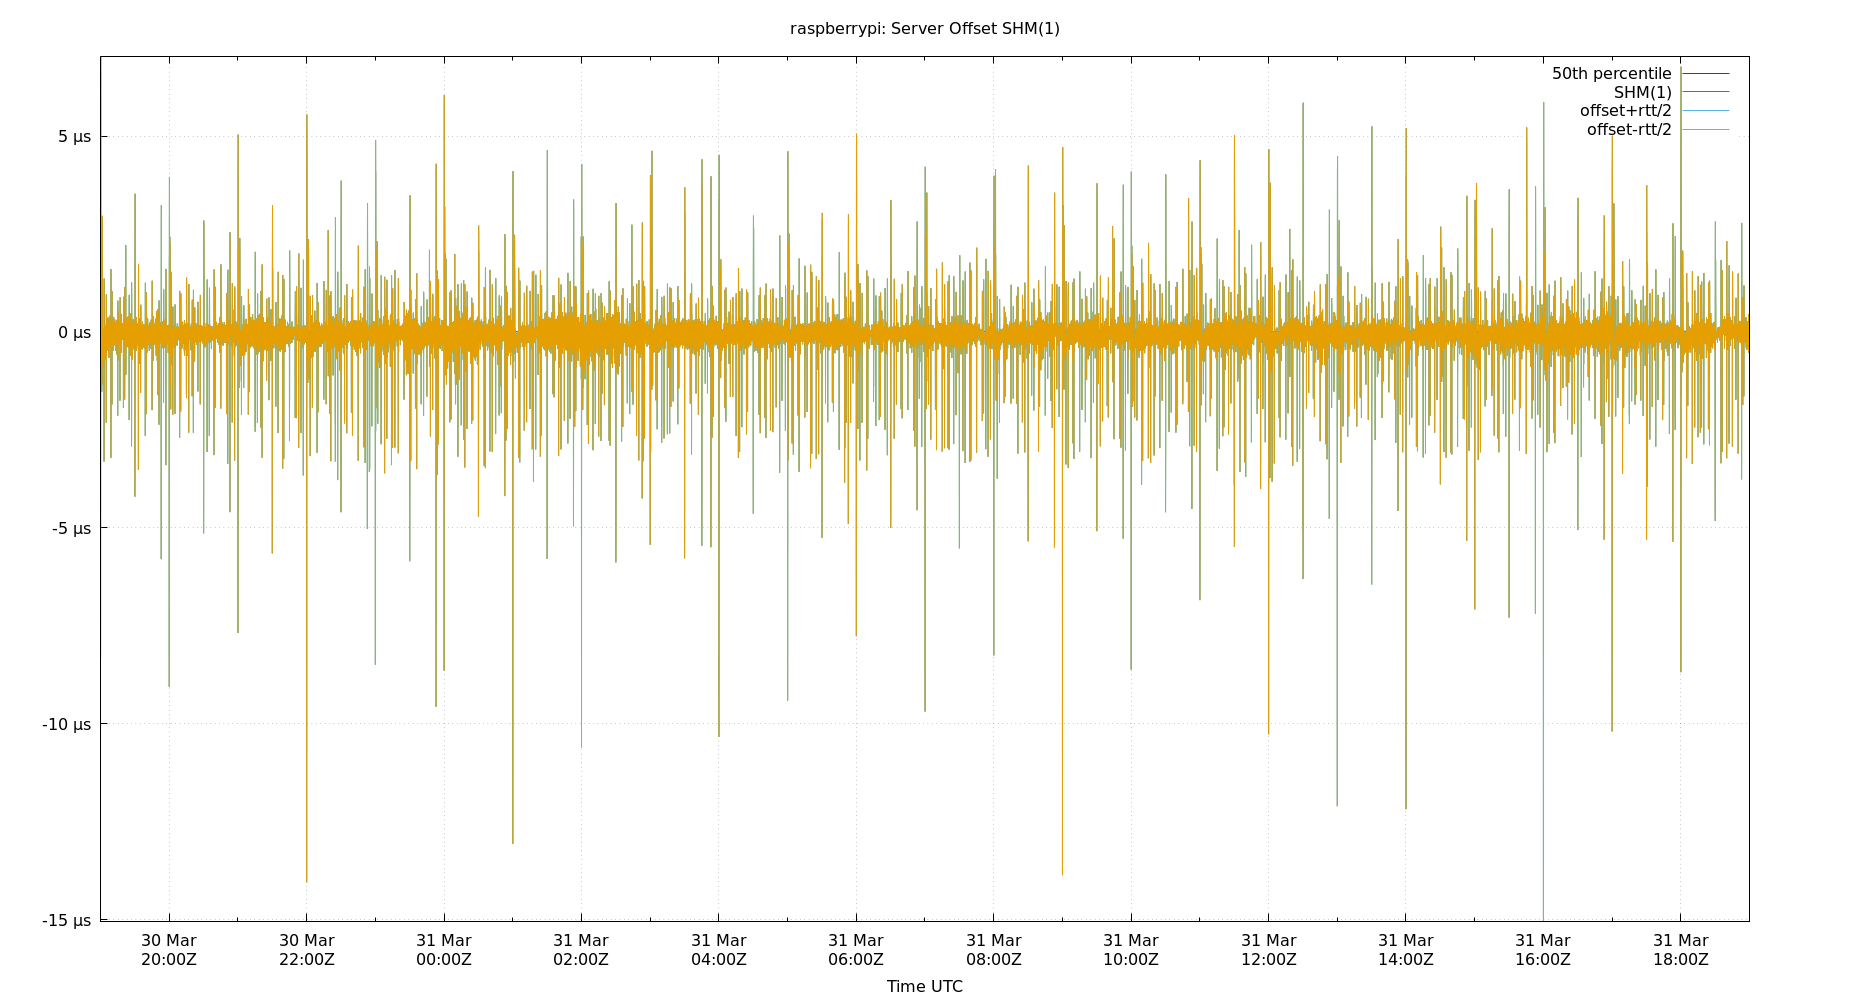 raspberrypi: Server Offset SHM(1)
50th percentile
SHM(1)
offset+rtt/2
offset-rtt/2
5 µs
0 µs
-5 µs
-10 µs
-15 µs
30 Mar 30 Mar 31 Mar 31 Mar 31 Mar 31 Mar 31 Mar 31 Mar 31 Mar 31 Mar 31 Mar 31 Mar
20:00Z 22:00Z 00:00Z 02:00Z 04:00Z 06:00Z 08:00Z 10:00Z 12:00Z 14:00Z 16:00Z 18:00Z
Time UTC